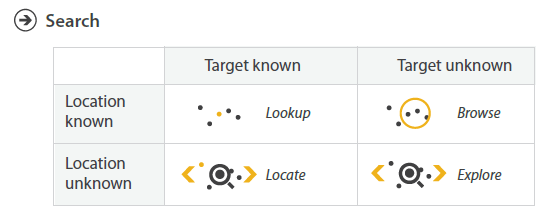 Search
Target known Target unknown
Location known Lookup Browse
Location unknown Locate Explore